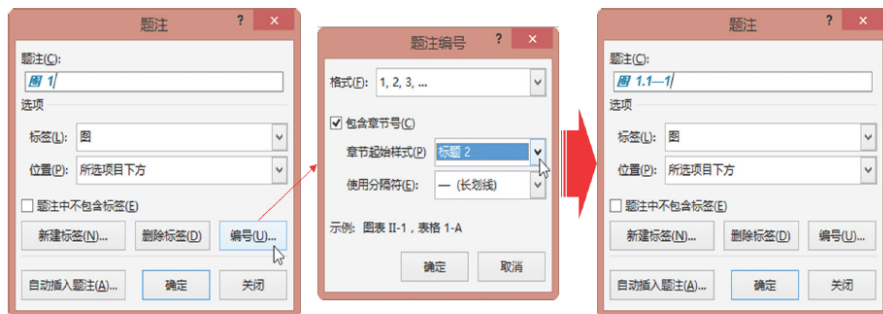 题注 ? ×
题注(C):
图 1
选项
标签(L): 图
位置(P): 所选项目下方
题注中不包含标签(E)
新建标签(N)... 删除标签(D) 编号(U)...
自动插入题注(A)... 确定 关闭
题注编号 ? ×
格式(F): 1, 2, 3, ...
包含章节号(C)
章节起始样式(P) 标题 2
使用分隔符(E): — (长划线)
示例: 图表 II-1，表格 1-A
确定 取消
题注 ? ×
题注(C):
图 1.1—1
选项
标签(L): 图
位置(P): 所选项目下方
题注中不包含标签(E)
新建标签(N)... 删除标签(D) 编号(U)...
自动插入题注(A)... 确定 关闭